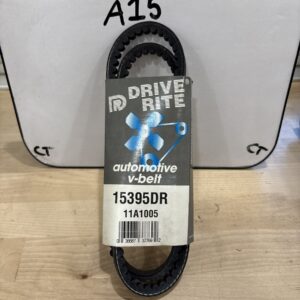 A15
DRIVE
RITE
automotive
v-belt
15395DR
11A1005
CT
CT